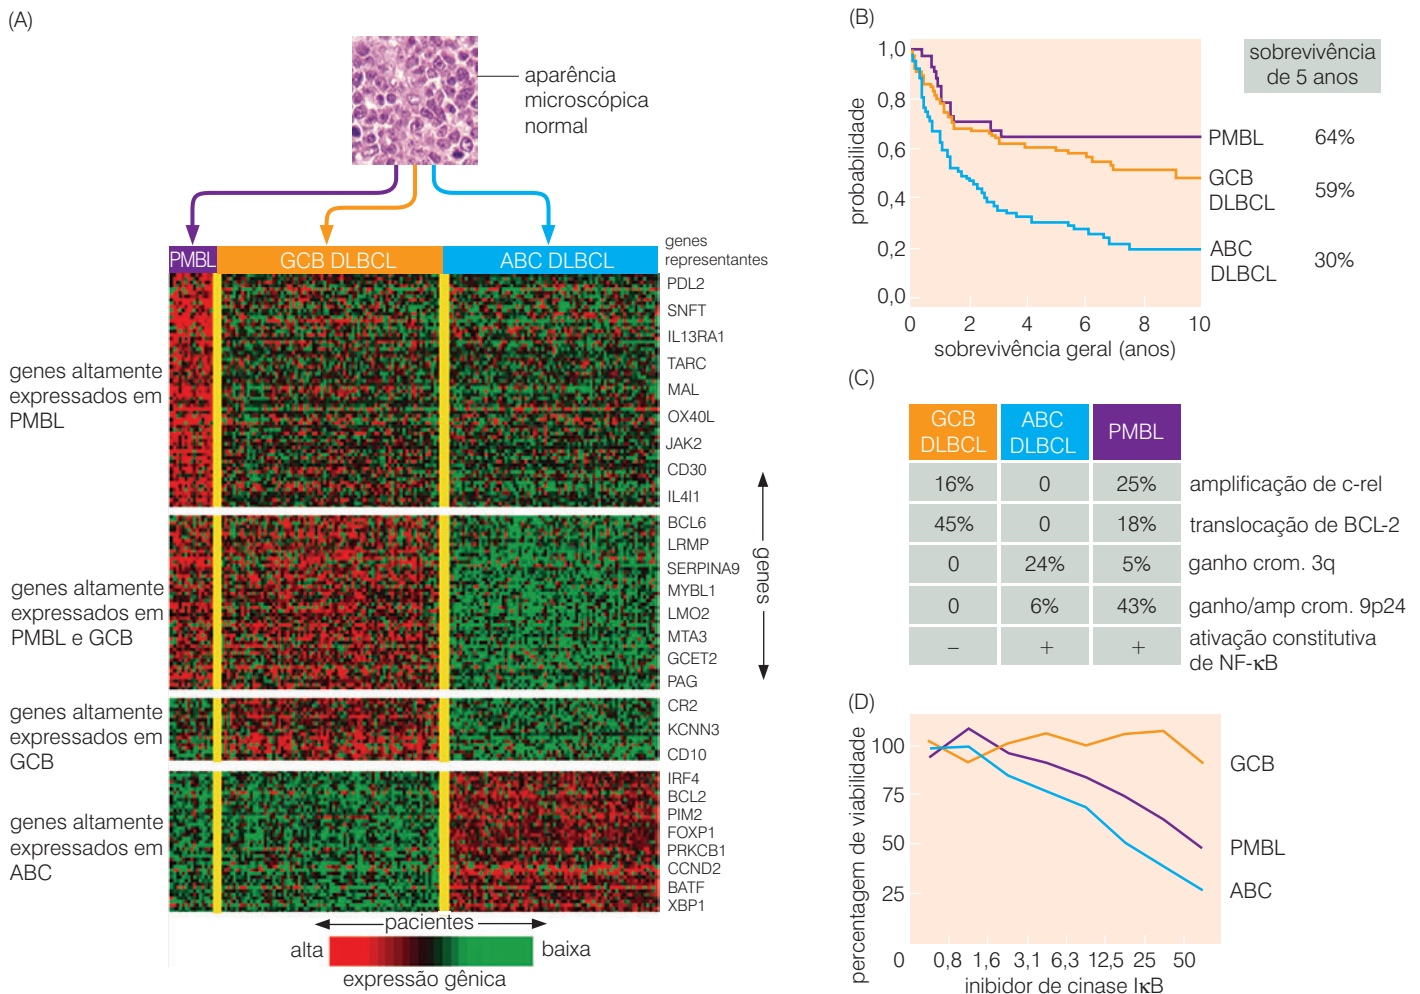 (A)
aparência
microscópica
normal
PMBL
GCB DLBCL
ABC DLBCL
genes
representantes
genes altamente
expressados em
PMBL
PDL2
SNFT
IL13RA1
TARC
MAL
OX40L
JAK2
CD30
IL4I1
genes altamente
expressados em
PMBL e GCB
BCL6
LRMP
SERPINA9
MYBL1
LMO2
MTA3
GCET2
PAG
genes
genes altamente
expressados em
GCB
CR2
KCNN3
CD10
genes altamente
expressados em
ABC
IRF4
BCL2
PIM2
FOXP1
PRKCB1
CCND2
BATF
XBP1
pacientes
alta
baixa
expressão gênica
(B)
probabilidade
1,0
0,8
0,6
0,4
0,2
0,0
0 2 4 6 8 10
sobrevivência geral (anos)
sobrevivência
de 5 anos
PMBL 64%
GCB
DLBCL 59%
ABC
DLBCL 30%
(C)
GCB
DLBCL
ABC
DLBCL
PMBL
16% 0 25% amplificação de c-rel
45% 0 18% translocação de BCL-2
0 24% 5% ganho crom. 3q
0 6% 43% ganho/amp crom. 9p24
– + + ativação constitutiva
de NF-κB
(D)
percentagem de viabilidade
100
75
50
25
0 0,8 1,6 3,1 6,3 12,5 25 50
inibidor de cinase IκB
GCB
PMBL
ABC